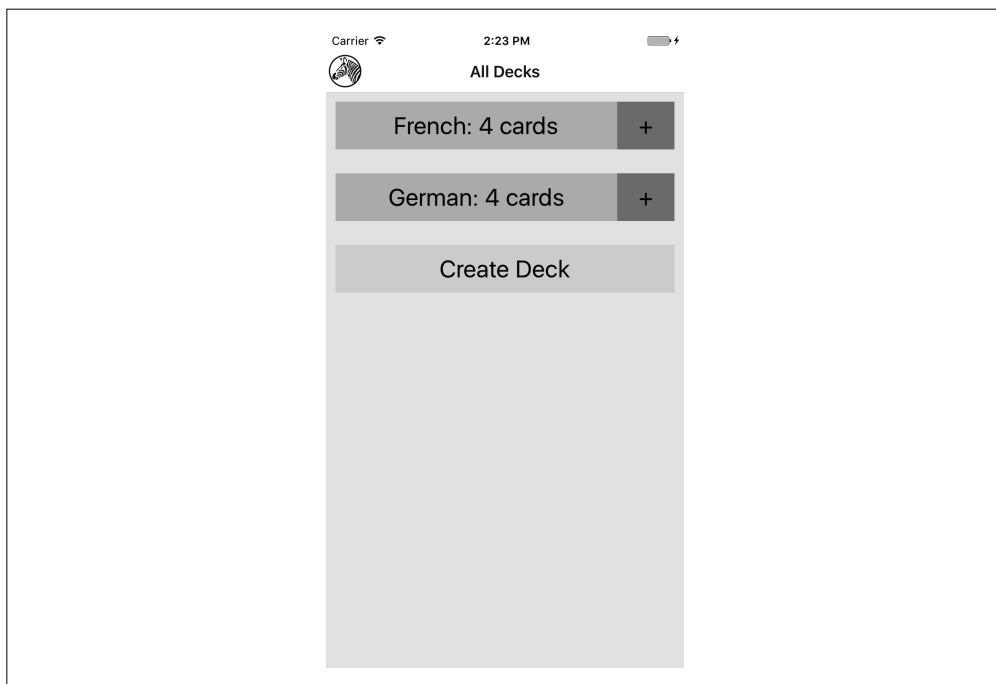 Carrier 2:23 PM
All Decks
French: 4 cards +
German: 4 cards +
Create Deck